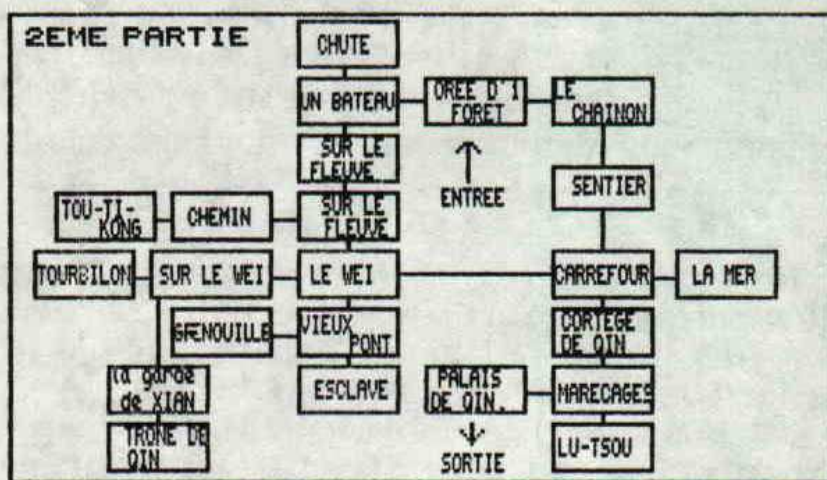 2EME PARTIE
CHUTE
UN BATEAU
OREE D'1
FORET
LE
CHAINON
SUR LE
FLEUVE
ENTREE
SENTIER
TOU-TI-
KONG
CHEMIN
SUR LE
FLEUVE
TOURBILON
SUR LE WEI
LE WEI
CARREFOUR
LA MER
GRENOUILLE
VIEUX
PONT
CORTEGE
DE QIN
la garde
de XIAN
ESCLAVE
PALAIS
DE QIN.
MARECAGES
TRONE DE
QIN
SORTIE
LU-TSOU